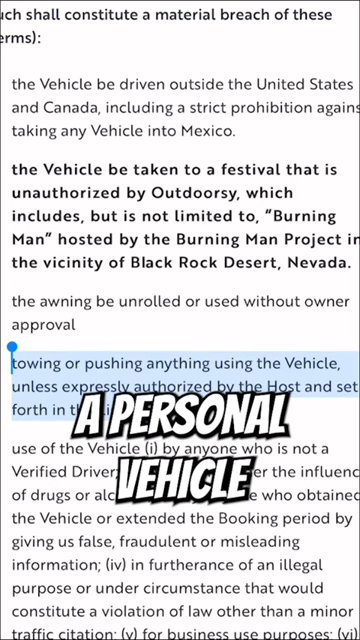 uch shall constitute a material breach of these
erms):
the Vehicle be driven outside the United States
and Canada, including a strict prohibition agains
taking any Vehicle into Mexico.
the Vehicle be taken to a festival that is
unauthorized by Outdoorsy, which
includes, but is not limited to, “Burning
Man” hosted by the Burning Man Project in
the vicinity of Black Rock Desert, Nevada.
the awning be unrolled or used without owner
approval
towing or pushing anything using the Vehicle,
unless expressly authorized by the Host and set
forth in th
A PERSONAL
VEHICLE
use of the Vehicle (i) by anyone who is not a
Verified Driver er the influenc
of drugs or alc e who obtained
the Vehicle or extended the Booking period by
giving us false, fraudulent or misleading
information; (iv) in furtherance of an illegal
purpose or under circumstance that would
constitute a violation of law other than a minor
traffic citation; (v) for business use purposes; (vi)